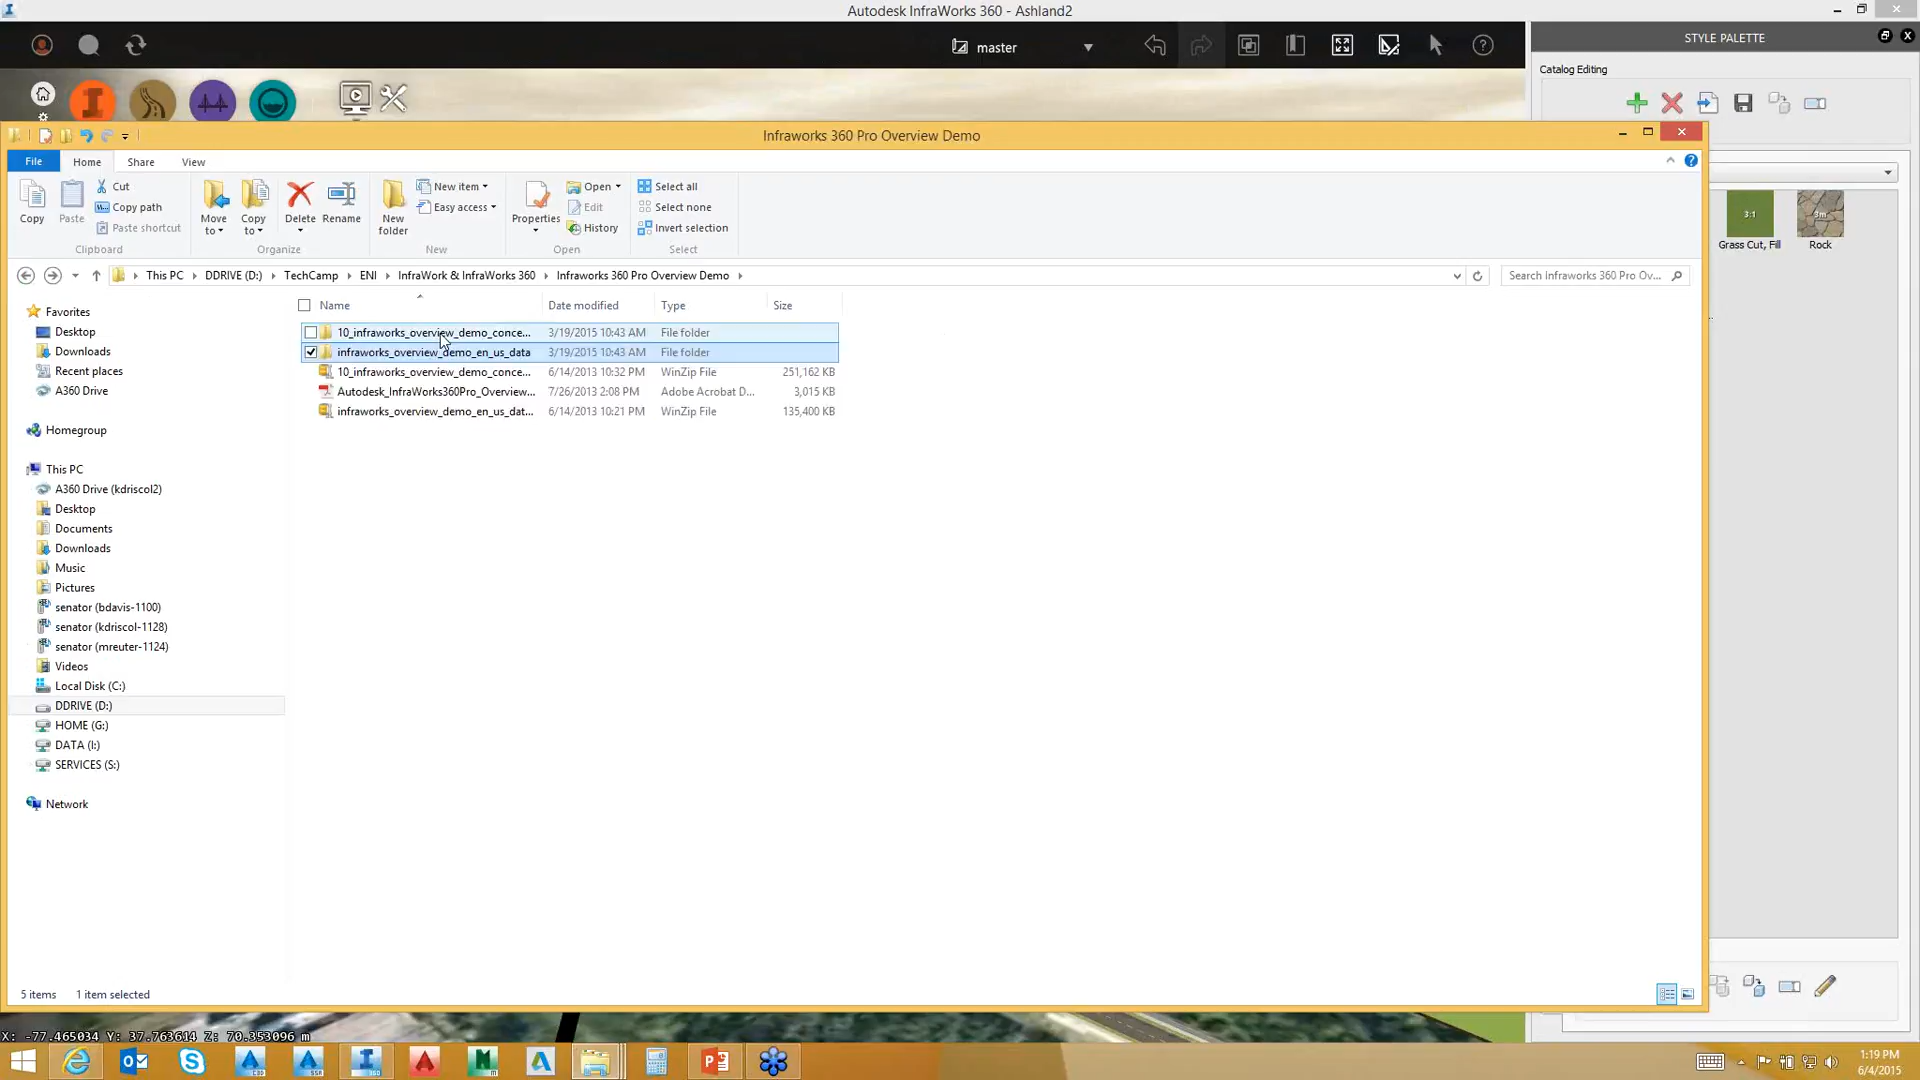 Autodesk InfraWorks 360 - Ashland2
master
STYLE PALETTE
Catalog Editing
Infraworks 360 Pro Overview Demo
File
Home
Share
View
Copy
Paste
Cut
Copy path
Paste shortcut
Clipboard
Move to
Copy to
Delete
Rename
Organize
New folder
New item
Easy access
New
Properties
Open
Edit
History
Open
Select all
Select none
Invert selection
Select
3:1
Grass Cut, Fill
3m
Rock
This PC
DDRIVE (D:)
TechCamp
ENI
InfraWork & InfraWorks 360
Infraworks 360 Pro Overview Demo
Search Infraworks 360 Pro Ov...
Name
Date modified
Type
Size
10_infraworks_overview_demo_conce... 3/19/2015 10:43 AM File folder
infraworks_overview_demo_en_us_data 3/19/2015 10:43 AM File folder
10_infraworks_overview_demo_conce... 6/14/2013 10:32 PM WinZip File 251,162 KB
Autodesk_InfraWorks360Pro_Overview... 7/26/2013 2:08 PM Adobe Acrobat D... 3,015 KB
infraworks_overview_demo_en_us_dat... 6/14/2013 10:21 PM WinZip File 135,400 KB
Favorites
Desktop
Downloads
Recent places
A360 Drive
Homegroup
This PC
A360 Drive (kdriscol2)
Desktop
Documents
Downloads
Music
Pictures
senator (bdavis-1100)
senator (kdriscol-1128)
senator (mreuter-1124)
Videos
Local Disk (C:)
DDRIVE (D:)
HOME (G:)
DATA (I:)
SERVICES (S:)
Network
5 items
1 item selected
X: -77.465034 Y: 37.763614 Z: 70.353096 m
1:19 PM
6/4/2015